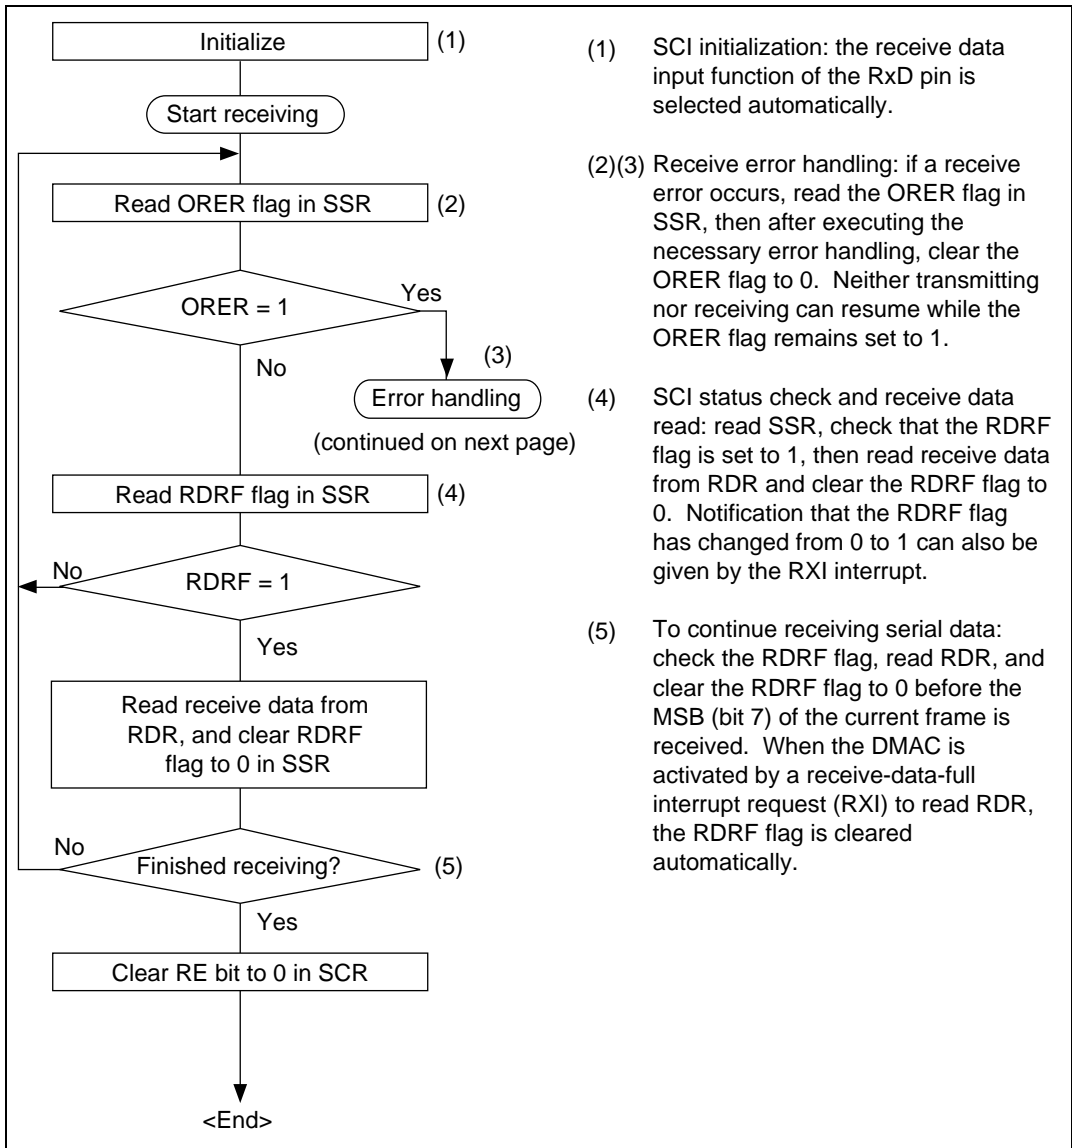 Initialize
(1)
Start receiving
Read ORER flag in SSR
(2)
ORER = 1
Yes
No
(3)
Error handling
(continued on next page)
Read RDRF flag in SSR
(4)
No
RDRF = 1
Yes
Read receive data from
RDR, and clear RDRF
flag to 0 in SSR
No
Finished receiving?
(5)
Yes
Clear RE bit to 0 in SCR
<End>
(1) SCI initialization: the receive data
input function of the RxD pin is
selected automatically.
(2)(3) Receive error handling: if a receive
error occurs, read the ORER flag in
SSR, then after executing the
necessary error handling, clear the
ORER flag to 0. Neither transmitting
nor receiving can resume while the
ORER flag remains set to 1.
(4) SCI status check and receive data
read: read SSR, check that the RDRF
flag is set to 1, then read receive data
from RDR and clear the RDRF flag to
0. Notification that the RDRF flag
has changed from 0 to 1 can also be
given by the RXI interrupt.
(5) To continue receiving serial data:
check the RDRF flag, read RDR, and
clear the RDRF flag to 0 before the
MSB (bit 7) of the current frame is
received. When the DMAC is
activated by a receive-data-full
interrupt request (RXI) to read RDR,
the RDRF flag is cleared
automatically.